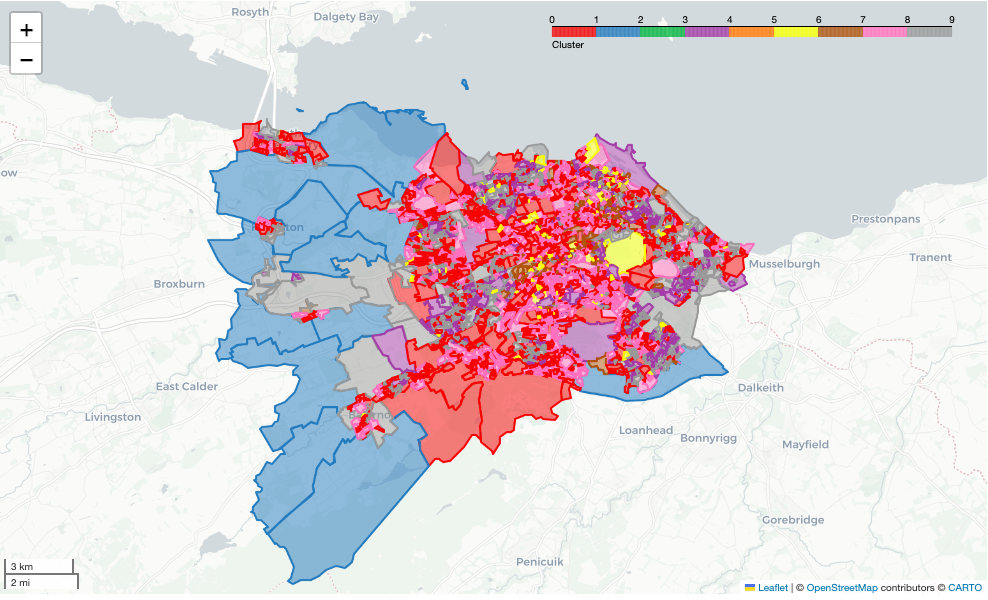 Rosyth
Dalgety Bay
+
−
0 1 2 3 4 5 6 7 8 9
Cluster
ow
Prestonpans
Tranent
Musselburgh
Broxburn
East Calder
Dalkeith
Livingston
Loanhead
Bonnyrigg
Mayfield
Gorebridge
Penicuik
3 km
2 mi
Leaflet | © OpenStreetMap contributors © CARTO